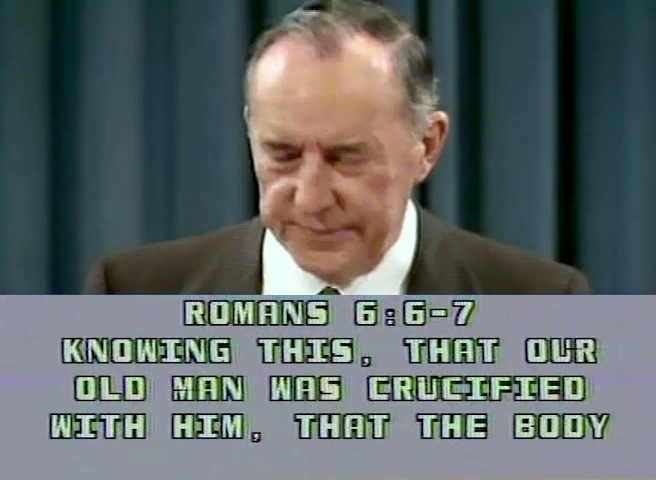 ROMANS 6:6-7
KNOWING THIS, THAT OUR
OLD MAN WAS CRUCIFIED
WITH HIM, THAT THE BODY